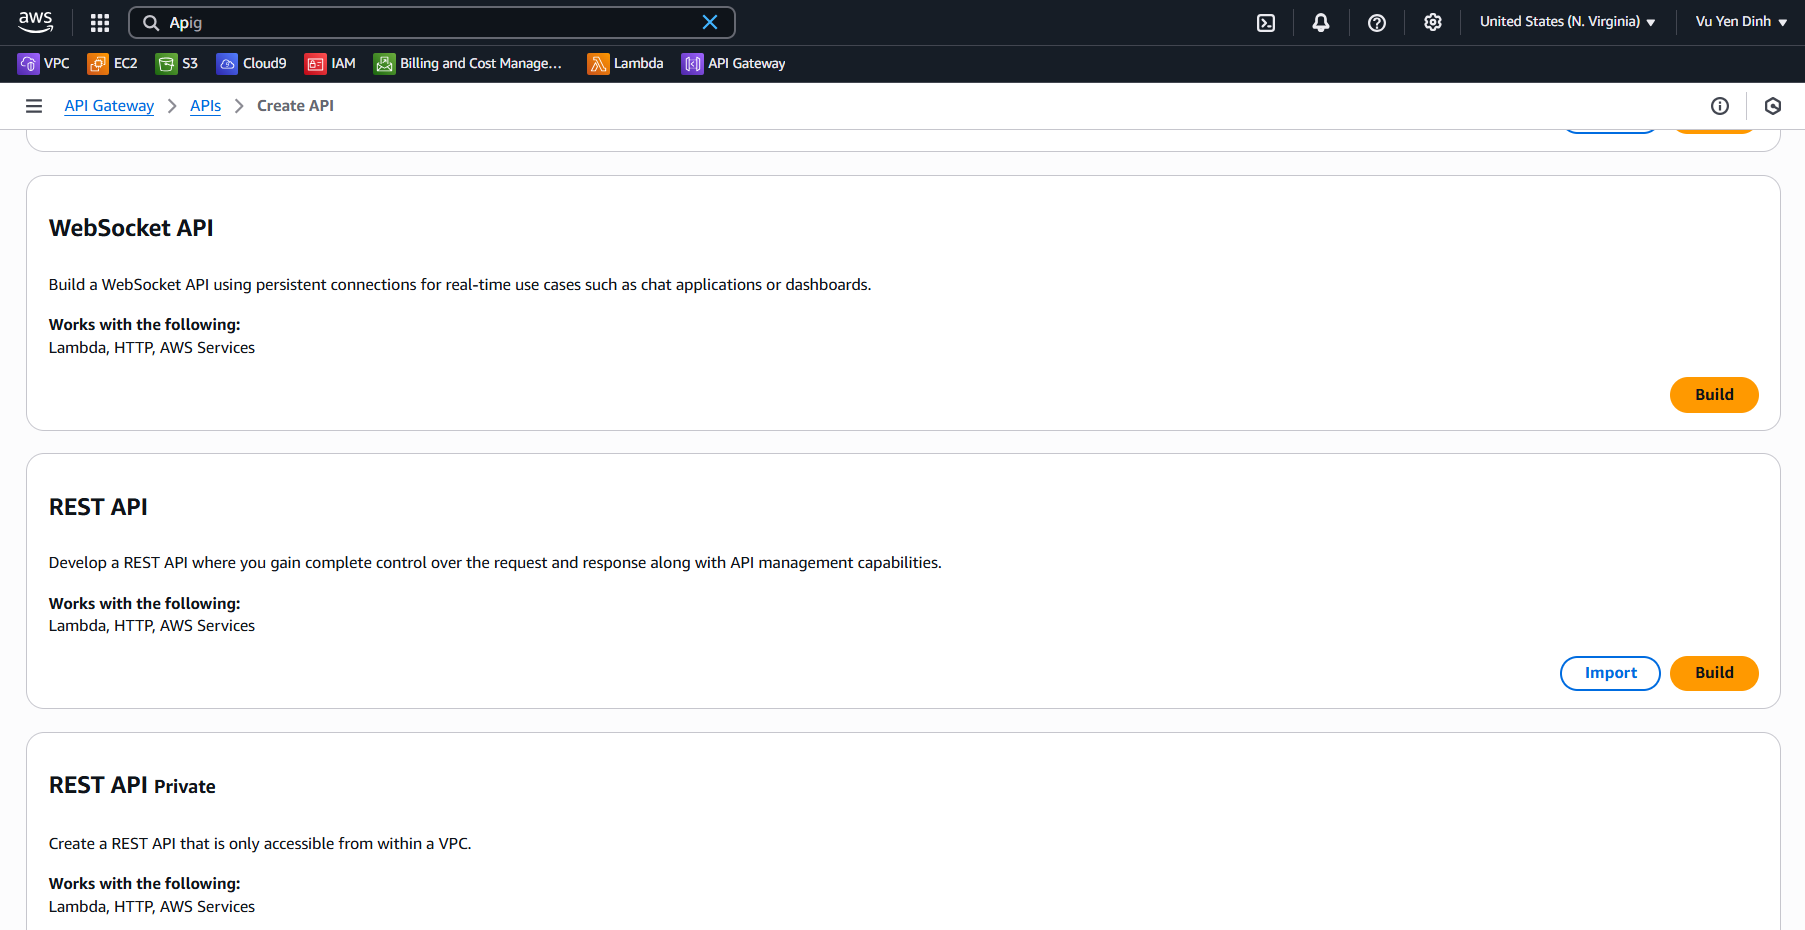 aws
Apig
United States (N. Virginia)
Vu Yen Dinh
VPC
EC2
S3
Cloud9
IAM
Billing and Cost Manage...
Lambda
API Gateway
API Gateway
APIs
Create API
WebSocket API
Build a WebSocket API using persistent connections for real-time use cases such as chat applications or dashboards.
Works with the following:
Lambda, HTTP, AWS Services
Build
REST API
Develop a REST API where you gain complete control over the request and response along with API management capabilities.
Works with the following:
Lambda, HTTP, AWS Services
Import
Build
REST API Private
Create a REST API that is only accessible from within a VPC.
Works with the following:
Lambda, HTTP, AWS Services